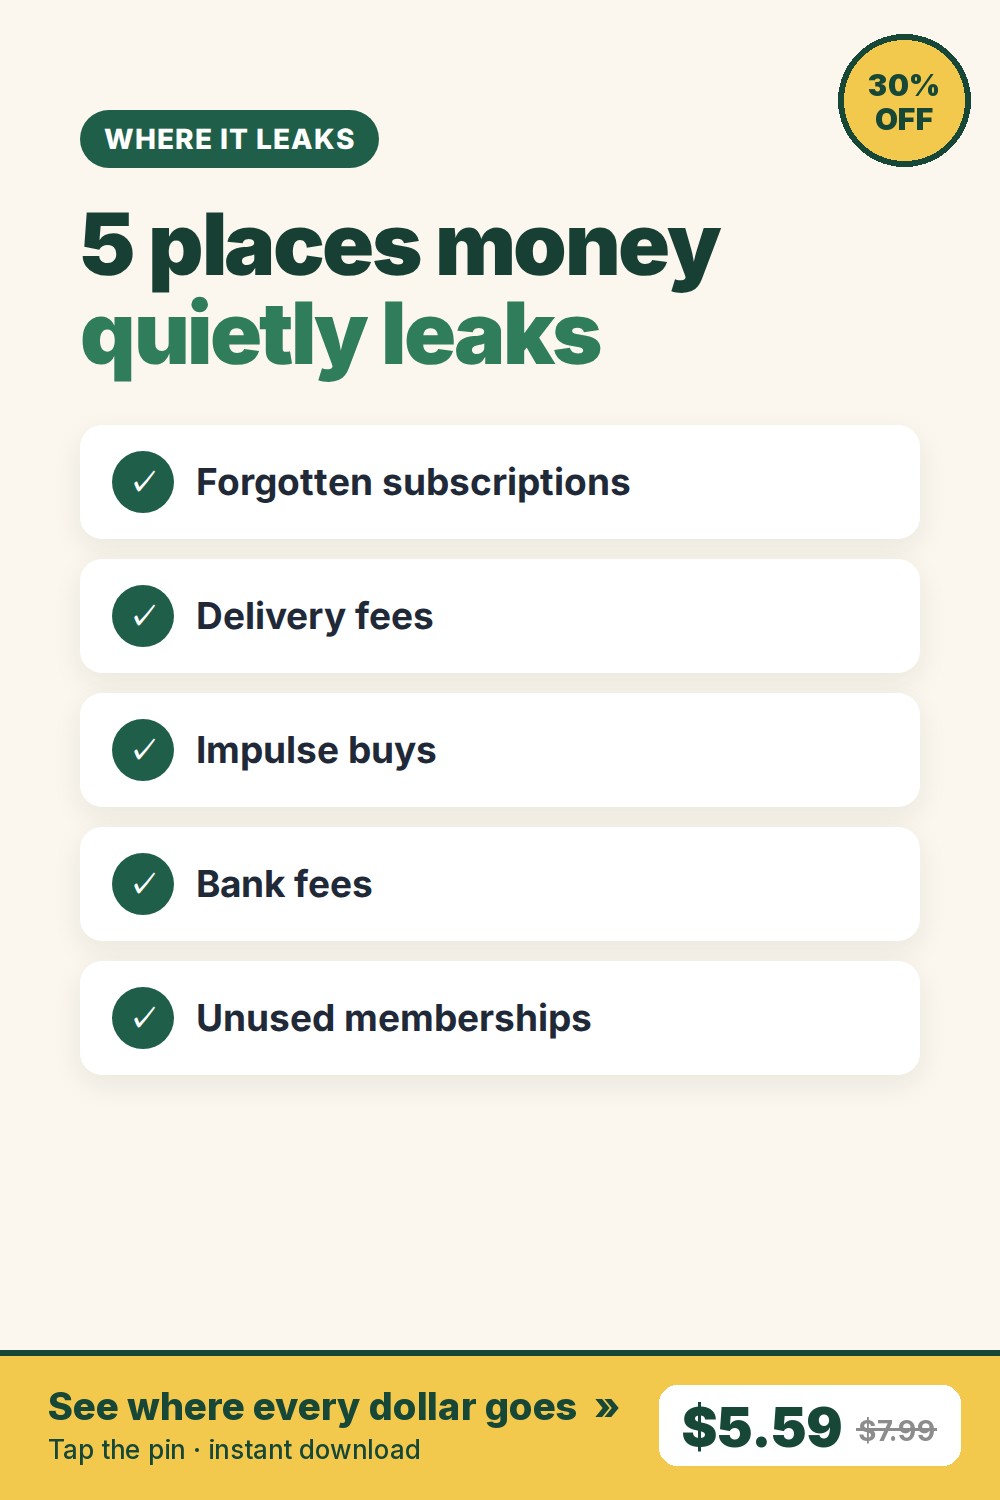 30%
OFF
WHERE IT LEAKS
5 places money
quietly leaks
✓ Forgotten subscriptions
✓ Delivery fees
✓ Impulse buys
✓ Bank fees
✓ Unused memberships
See where every dollar goes »
Tap the pin · instant download
$5.59 $7.99